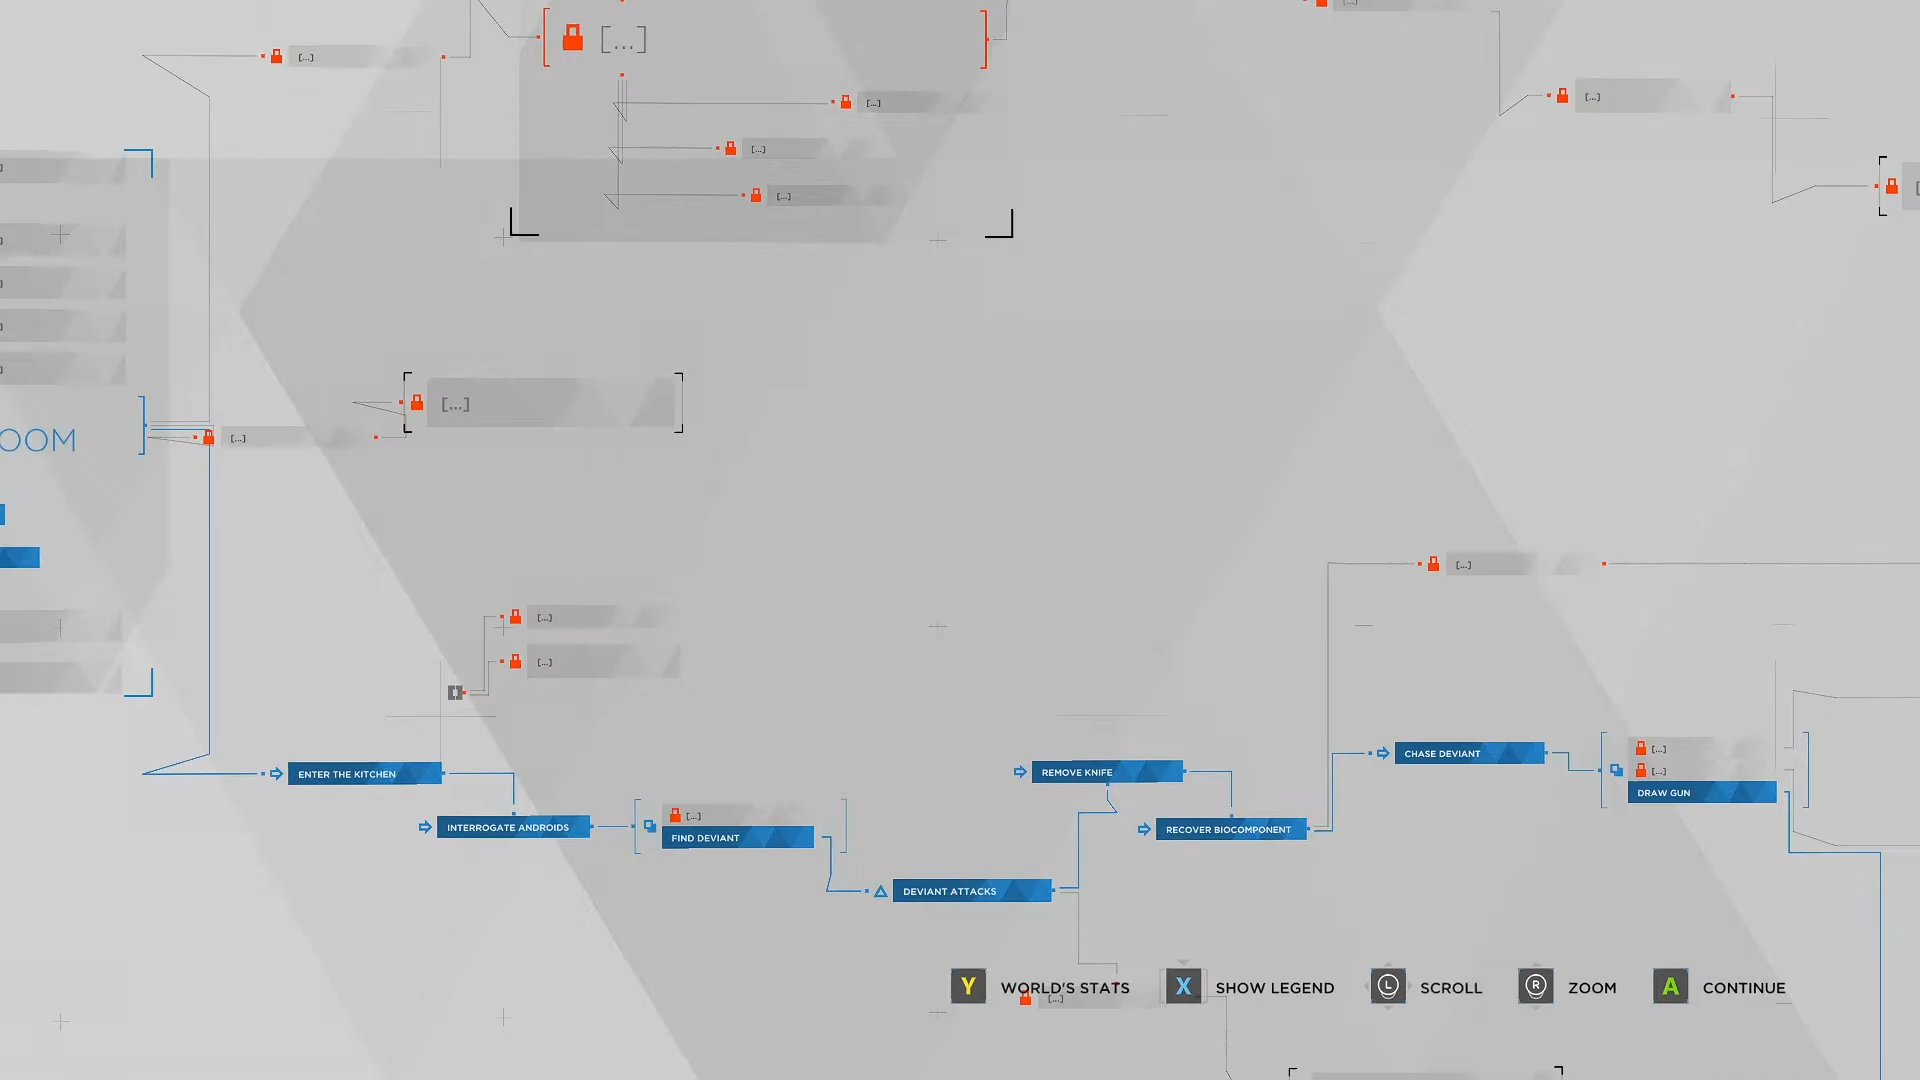 [...]
[...]
[...]
[...]
[...]
[...]
[...]
[...]
OOM
[...]
[...]
[...]
[...]
CHASE DEVIANT
[...]
[...]
DRAW GUN
ENTER THE KITCHEN
REMOVE KNIFE
INTERROGATE ANDROIDS
[...]
FIND DEVIANT
RECOVER BIOCOMPONENT
DEVIANT ATTACKS
Y WORLD'S STATS X SHOW LEGEND L SCROLL R ZOOM A CONTINUE
[...]